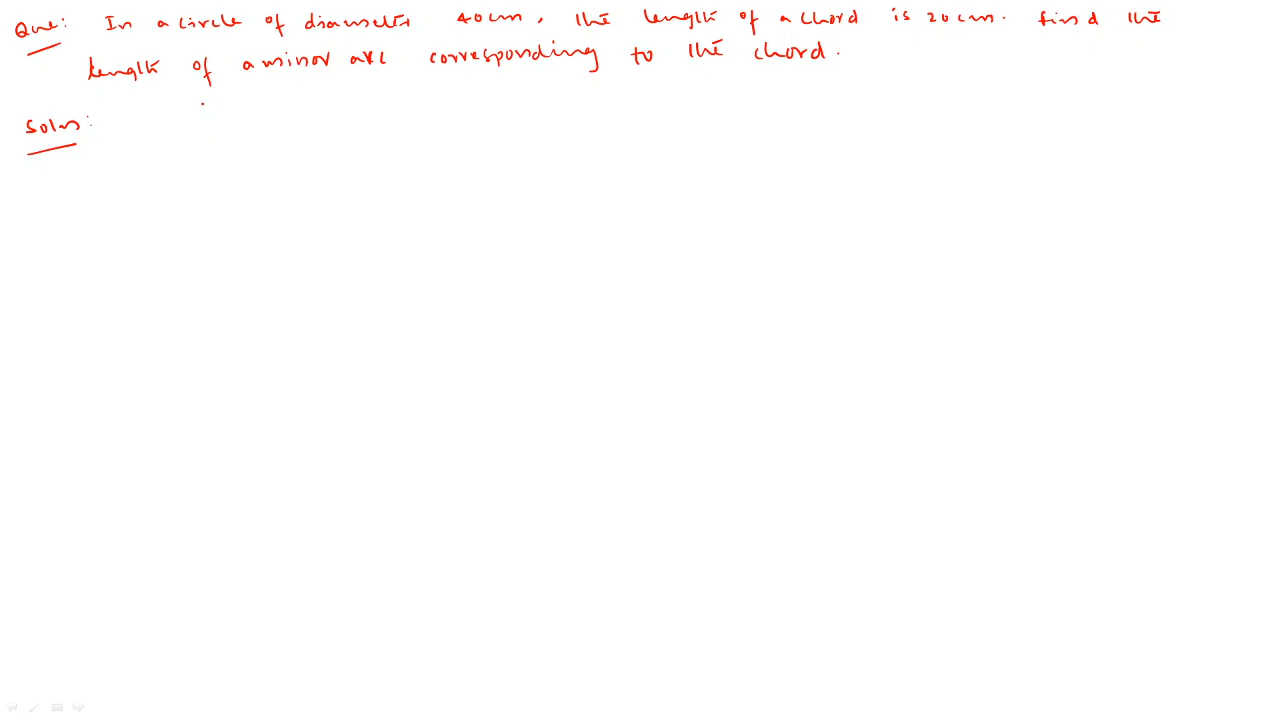 Que: In a circle of diameter 40cm, the length of a chord is 20cm. find the
length of a minor arc corresponding to the chord.
Soln: